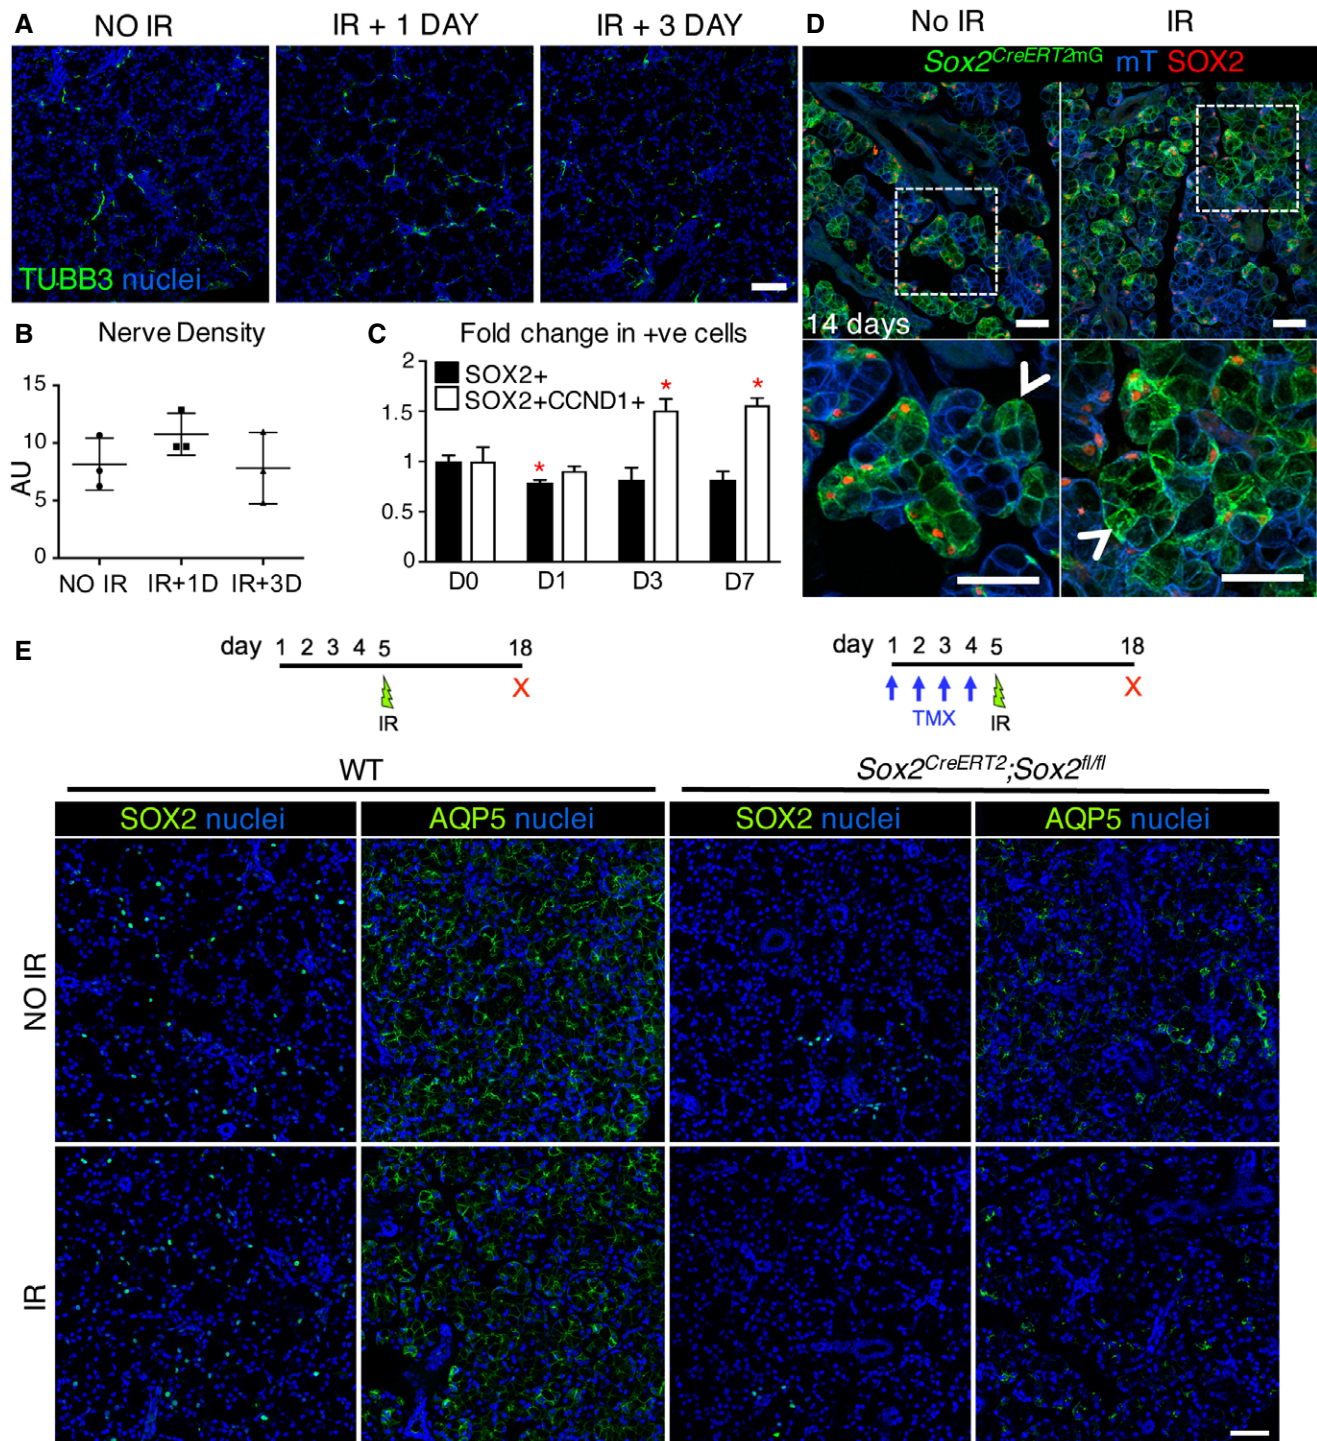 A
NO IR
IR + 1 DAY
IR + 3 DAY
TUBB3 nuclei
B
Nerve Density
AU
15
10
5
0
NO IR
IR+1D
IR+3D
C
Fold change in +ve cells
SOX2+
SOX2+CCND1+
2
1.5
1
0.5
0
*
*
*
D0
D1
D3
D7
D
No IR
IR
Sox2CreERT2mG mT SOX2
14 days
E
day 1 2 3 4 5 18
IR
X
day 1 2 3 4 5 18
TMX
IR
X
WT
Sox2CreERT2;Sox2fl/fl
SOX2 nuclei
AQP5 nuclei
SOX2 nuclei
AQP5 nuclei
NO IR
IR